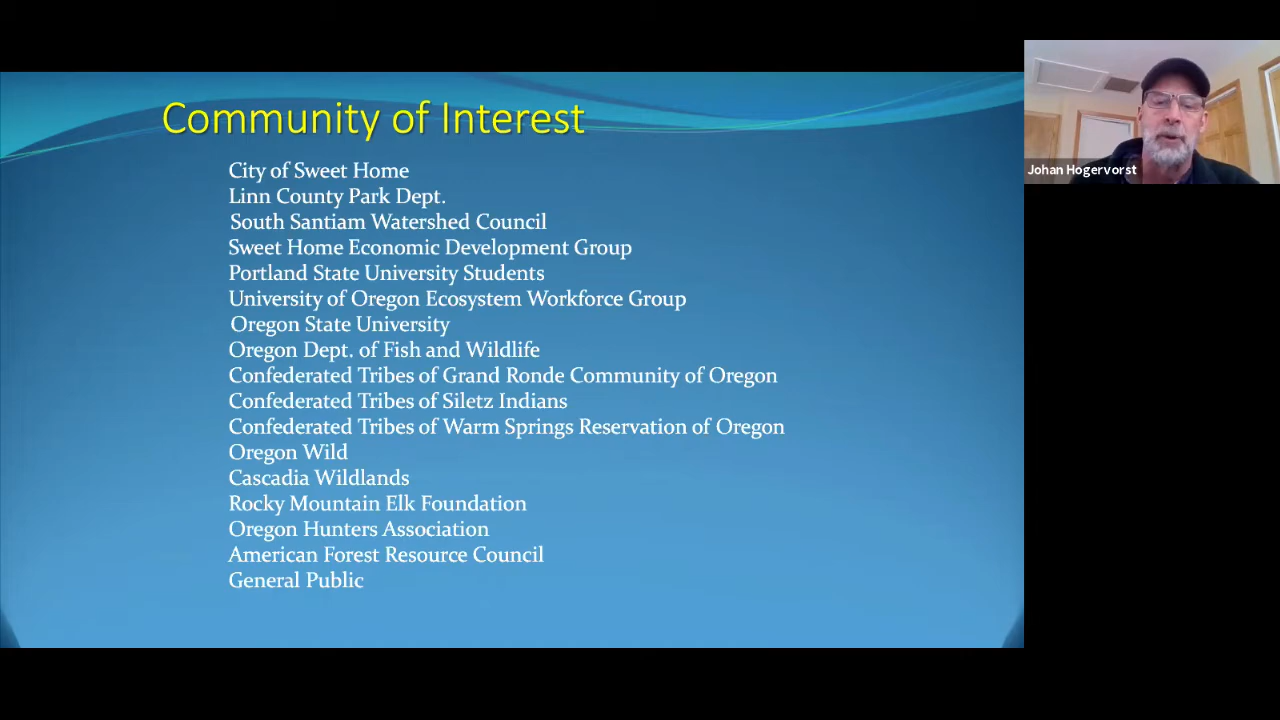 Community of Interest
City of Sweet Home
Linn County Park Dept.
South Santiam Watershed Council
Sweet Home Economic Development Group
Portland State University Students
University of Oregon Ecosystem Workforce Group
Oregon State University
Oregon Dept. of Fish and Wildlife
Confederated Tribes of Grand Ronde Community of Oregon
Confederated Tribes of Siletz Indians
Confederated Tribes of Warm Springs Reservation of Oregon
Oregon Wild
Cascadia Wildlands
Rocky Mountain Elk Foundation
Oregon Hunters Association
American Forest Resource Council
General Public
Johan Hogervorst